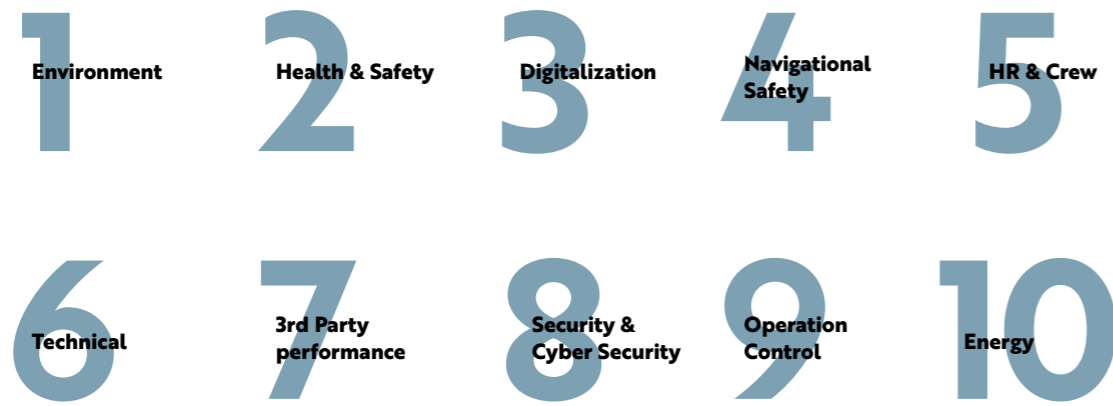 1 Environment
2 Health & Safety
3 Digitalization
4 Navigational
Safety
5 HR & Crew
6 Technical
7 3rd Party
performance
8 Security &
Cyber Security
9 Operation
Control
10 Energy